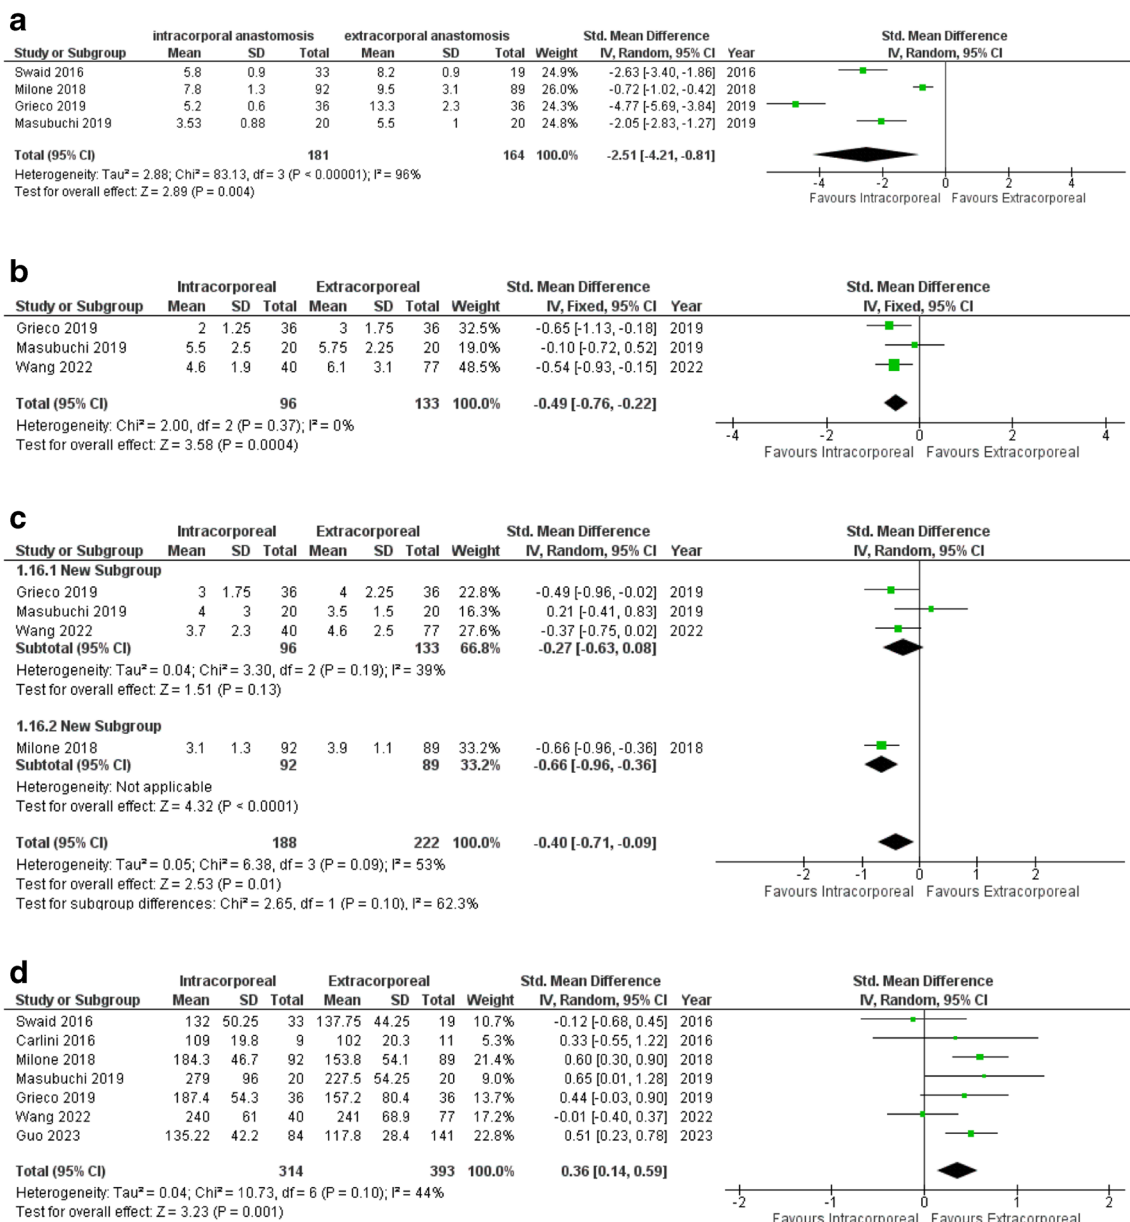 a
intracorporal anastomosis extracorporal anastomosis Std. Mean Difference Std. Mean Difference
Study or Subgroup Mean SD Total Mean SD Total Weight IV, Random, 95% CI Year IV, Random, 95% CI
Swaid 2016 5.8 0.9 33 8.2 0.9 19 24.9% -2.63 [-3.40, -1.86] 2016
Milone 2018 7.8 1.3 92 9.5 3.1 89 26.0% -0.72 [-1.02, -0.42] 2018
Grieco 2019 5.2 0.6 36 13.3 2.3 36 24.3% -4.77 [-5.69, -3.84] 2019
Masubuchi 2019 3.53 0.88 20 5.5 1 20 24.8% -2.05 [-2.83, -1.27] 2019
Total (95% CI) 181 164 100.0% -2.51 [-4.21, -0.81]
Heterogeneity: Tau² = 2.88; Chi² = 83.13, df = 3 (P < 0.00001); I² = 96%
Test for overall effect: Z = 2.89 (P = 0.004)
-4 -2 0 2 4
Favours Intracorporeal Favours Extracorporeal
b
Intracorporeal Extracorporeal Std. Mean Difference Std. Mean Difference
Study or Subgroup Mean SD Total Mean SD Total Weight IV, Fixed, 95% CI Year IV, Fixed, 95% CI
Grieco 2019 2 1.25 36 3 1.75 36 32.5% -0.65 [-1.13, -0.18] 2019
Masubuchi 2019 5.5 2.5 20 5.75 2.25 20 19.0% -0.10 [-0.72, 0.52] 2019
Wang 2022 4.6 1.9 40 6.1 3.1 77 48.5% -0.54 [-0.93, -0.15] 2022
Total (95% CI) 96 133 100.0% -0.49 [-0.76, -0.22]
Heterogeneity: Chi² = 2.00, df = 2 (P = 0.37); I² = 0%
Test for overall effect: Z = 3.58 (P = 0.0004)
-4 -2 0 2 4
Favours Intracorporeal Favours Extracorporeal
c
Intracorporeal Extracorporeal Std. Mean Difference Std. Mean Difference
Study or Subgroup Mean SD Total Mean SD Total Weight IV, Random, 95% CI Year IV, Random, 95% CI
1.16.1 New Subgroup
Grieco 2019 3 1.75 36 4 2.25 36 22.8% -0.49 [-0.96, -0.02] 2019
Masubuchi 2019 4 3 20 3.5 1.5 20 16.3% 0.21 [-0.41, 0.83] 2019
Wang 2022 3.7 2.3 40 4.6 2.5 77 27.6% -0.37 [-0.75, 0.02] 2022
Subtotal (95% CI) 96 133 66.8% -0.27 [-0.63, 0.08]
Heterogeneity: Tau² = 0.04; Chi² = 3.30, df = 2 (P = 0.19); I² = 39%
Test for overall effect: Z = 1.51 (P = 0.13)
1.16.2 New Subgroup
Milone 2018 3.1 1.3 92 3.9 1.1 89 33.2% -0.66 [-0.96, -0.36] 2018
Subtotal (95% CI) 92 89 33.2% -0.66 [-0.96, -0.36]
Heterogeneity: Not applicable
Test for overall effect: Z = 4.32 (P < 0.0001)
Total (95% CI) 188 222 100.0% -0.40 [-0.71, -0.09]
Heterogeneity: Tau² = 0.05; Chi² = 6.38, df = 3 (P = 0.09); I² = 53%
Test for overall effect: Z = 2.53 (P = 0.01)
Test for subgroup differences: Chi² = 2.65, df = 1 (P = 0.10), I² = 62.3%
-2 -1 0 1 2
Favours Intracorporeal Favours Extracorporeal
d
Intracorporeal Extracorporeal Std. Mean Difference Std. Mean Difference
Study or Subgroup Mean SD Total Mean SD Total Weight IV, Random, 95% CI Year IV, Random, 95% CI
Swaid 2016 132 50.25 33 137.75 44.25 19 10.7% -0.12 [-0.68, 0.45] 2016
Carlini 2016 109 19.8 9 102 20.3 11 5.3% 0.33 [-0.55, 1.22] 2016
Milone 2018 184.3 46.7 92 153.8 54.1 89 21.4% 0.60 [0.30, 0.90] 2018
Masubuchi 2019 279 96 20 227.5 54.25 20 9.0% 0.65 [0.01, 1.28] 2019
Grieco 2019 187.4 54.3 36 157.2 80.4 36 13.7% 0.44 [-0.03, 0.90] 2019
Wang 2022 240 61 40 241 68.9 77 17.2% -0.01 [-0.40, 0.37] 2022
Guo 2023 135.22 42.2 84 117.8 28.4 141 22.8% 0.51 [0.23, 0.78] 2023
Total (95% CI) 314 393 100.0% 0.36 [0.14, 0.59]
Heterogeneity: Tau² = 0.04; Chi² = 10.73, df = 6 (P = 0.10); I² = 44%
Test for overall effect: Z = 3.23 (P = 0.001)
-2 -1 0 1 2
Favours Intracorporeal Favours Extracorporeal